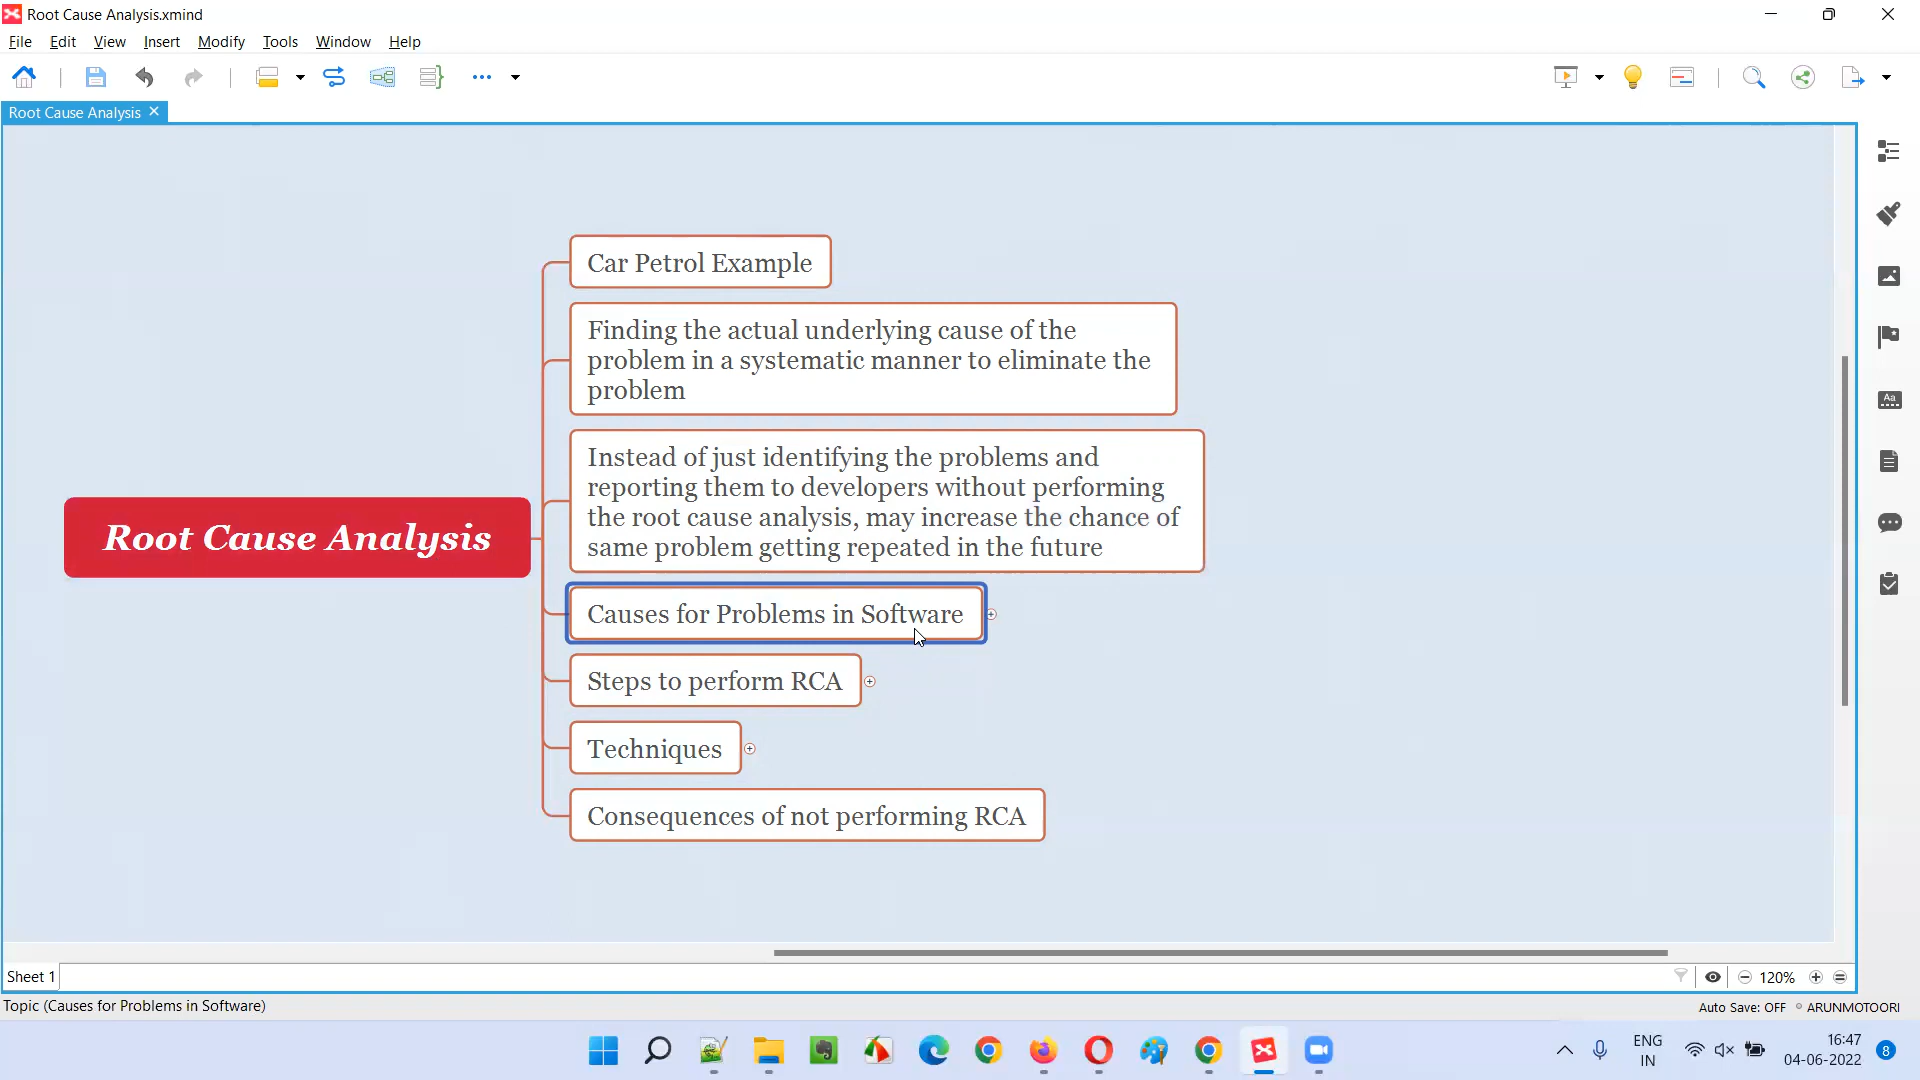 Root Cause Analysis.xmind
File Edit View Insert Modify Tools Window Help
Root Cause Analysis
Car Petrol Example
Finding the actual underlying cause of the
problem in a systematic manner to eliminate the
problem
Instead of just identifying the problems and
reporting them to developers without performing
the root cause analysis, may increase the chance of
same problem getting repeated in the future
Root Cause Analysis
Causes for Problems in Software
Steps to perform RCA
Techniques
Consequences of not performing RCA
Aa
Sheet 1
120%
Topic (Causes for Problems in Software)
Auto Save: OFF
ARUNMOTOORI
ENG
IN
16:47
04-06-2022
8